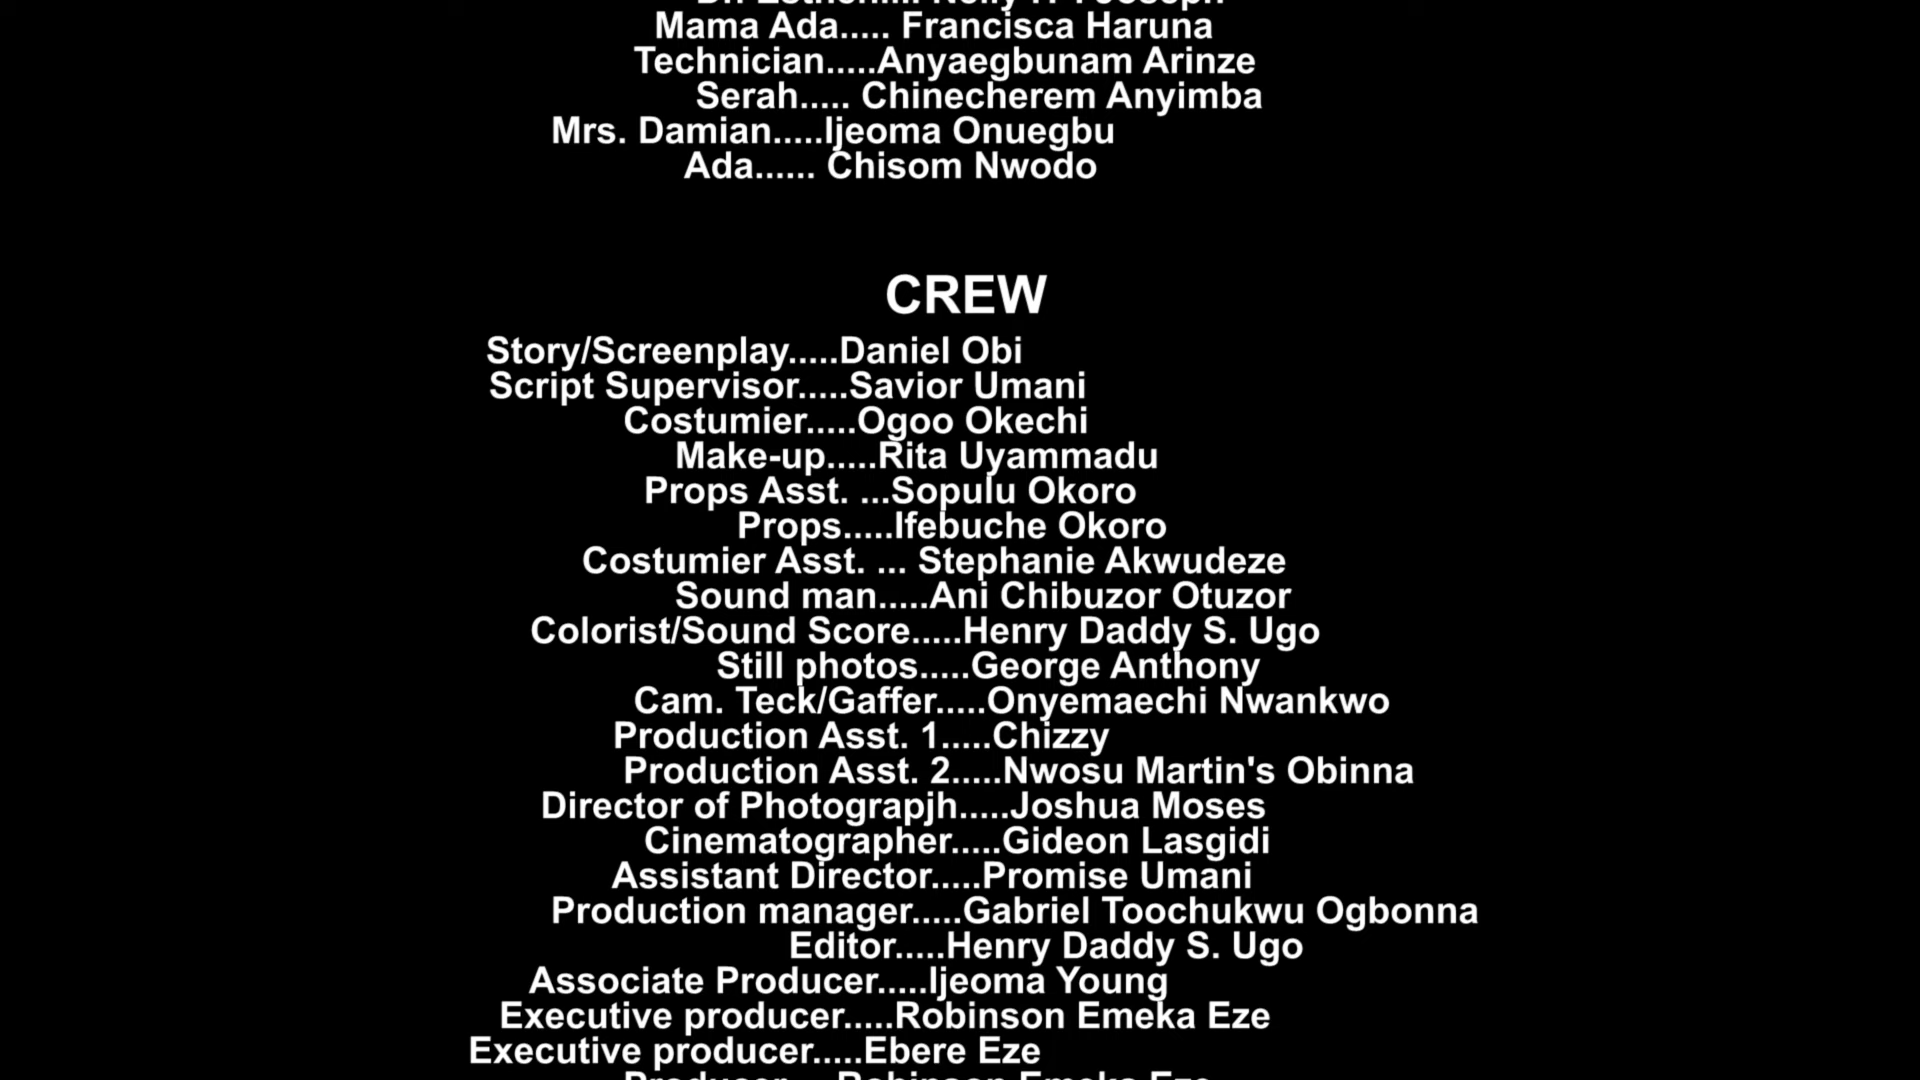 Mama Ada..... Francisca Haruna
Technician.....Anyaegbunam Arinze
Serah..... Chinecherem Anyimba
Mrs. Damian.....Ijeoma Onuegbu
Ada...... Chisom Nwodo
CREW
Story/Screenplay.....Daniel Obi
Script Supervisor.....Savior Umani
Costumier.....Ogoo Okechi
Make-up.....Rita Uyammadu
Props Asst. ...Sopulu Okoro
Props.....Ifebuche Okoro
Costumier Asst. ... Stephanie Akwudeze
Sound man.....Ani Chibuzor Otuzor
Colorist/Sound Score.....Henry Daddy S. Ugo
Still photos.....George Anthony
Cam. Teck/Gaffer.....Onyemaechi Nwankwo
Production Asst. 1.....Chizzy
Production Asst. 2.....Nwosu Martin's Obinna
Director of Photograpjh.....Joshua Moses
Cinematographer.....Gideon Lasgidi
Assistant Director.....Promise Umani
Production manager.....Gabriel Toochukwu Ogbonna
Editor.....Henry Daddy S. Ugo
Associate Producer.....Ijeoma Young
Executive producer.....Robinson Emeka Eze
Executive producer.....Ebere Eze
Producer.....Robinson Emeka Eze